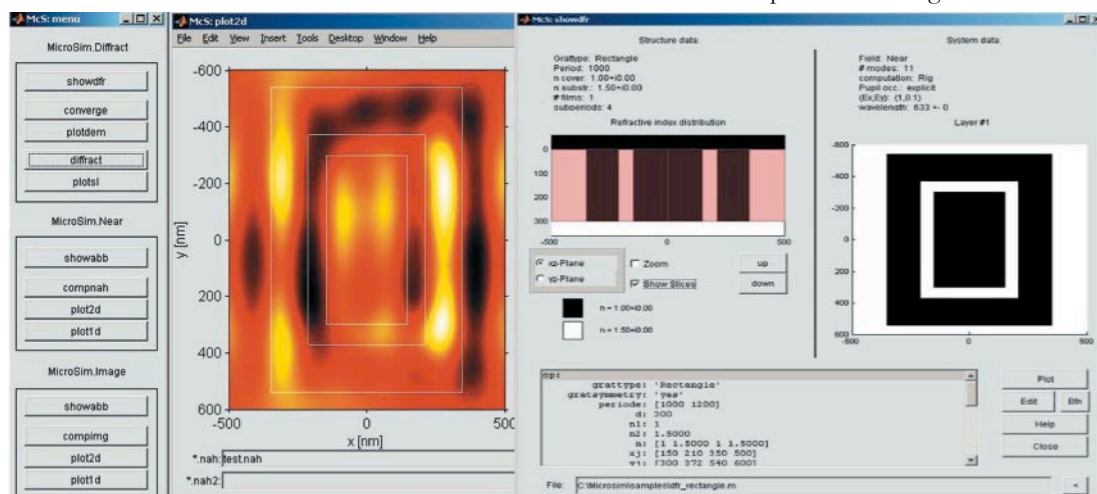 McS: menu
MicroSim.Diffract
showdfr
converge
plotdem
diffract
plotsl
MicroSim.Near
showabb
compnah
plot2d
plot1d
MicroSim.Image
showabb
compimg
plot2d
plot1d
McS: plot2d
File Edit View Insert Tools Desktop Window Help
-600
-400
-200
0
200
400
600
-500 0 500
y [nm]
x [nm]
*.nah: test.nah
*.nah2:
McS: showdfr
Structure data:
Grattype: Rectangle
Period: 1000
n cover: 1.00+i0.00
n substr.: 1.50+i0.00
# films: 1
subperiods: 4
Refractive index distribution
0
100
200
300
-500 0 500
xz-Plane
yz-Plane
Zoom
Show Slices
up
down
n = 1.00+i0.00
n = 1.50+i0.00
System data:
Field: Near
# modes: 11
computation: Rig
Pupil occ.: explicit
(Ex,Ey): (1,0.1)
wavelength: 633 +- 0
Layer #1
-600
-400
-200
0
200
400
600
-500 0 500
op:
grattype: 'Rectangle'
gratsymmetry: 'yes'
periode: [1000 1200]
d: 300
n1: 1
n2: 1.5000
n: [1 1.5000 1 1.5000]
xj: [150 210 350 500]
yj: [300 372 540 600]
Plot
Edit
Help
Close
File: C:\Microsim\samples\dfr_rectangle.m
<